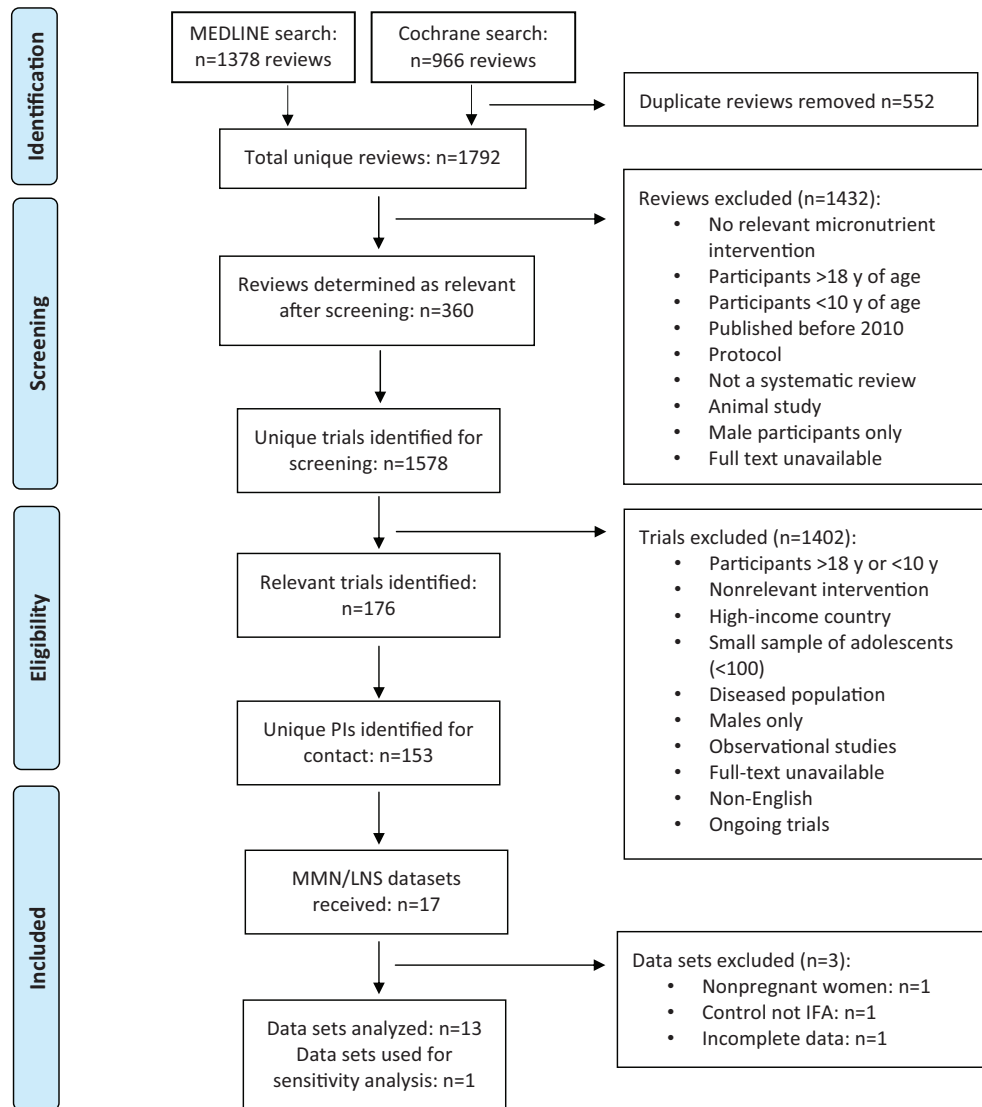 Identification
MEDLINE search:
n=1378 reviews
Cochrane search:
n=966 reviews
Duplicate reviews removed n=552
Total unique reviews: n=1792
Screening
Reviews excluded (n=1432):
• No relevant micronutrient
intervention
• Participants >18 y of age
• Participants <10 y of age
• Published before 2010
• Protocol
• Not a systematic review
• Animal study
• Male participants only
• Full text unavailable
Reviews determined as relevant
after screening: n=360
Unique trials identified for
screening: n=1578
Eligibility
Trials excluded (n=1402):
• Participants >18 y or <10 y
• Nonrelevant intervention
• High-income country
• Small sample of adolescents
(<100)
• Diseased population
• Males only
• Observational studies
• Full-text unavailable
• Non-English
• Ongoing trials
Relevant trials identified:
n=176
Unique PIs identified for
contact: n=153
Included
MMN/LNS datasets
received: n=17
Data sets excluded (n=3):
• Nonpregnant women: n=1
• Control not IFA: n=1
• Incomplete data: n=1
Data sets analyzed: n=13
Data sets used for
sensitivity analysis: n=1